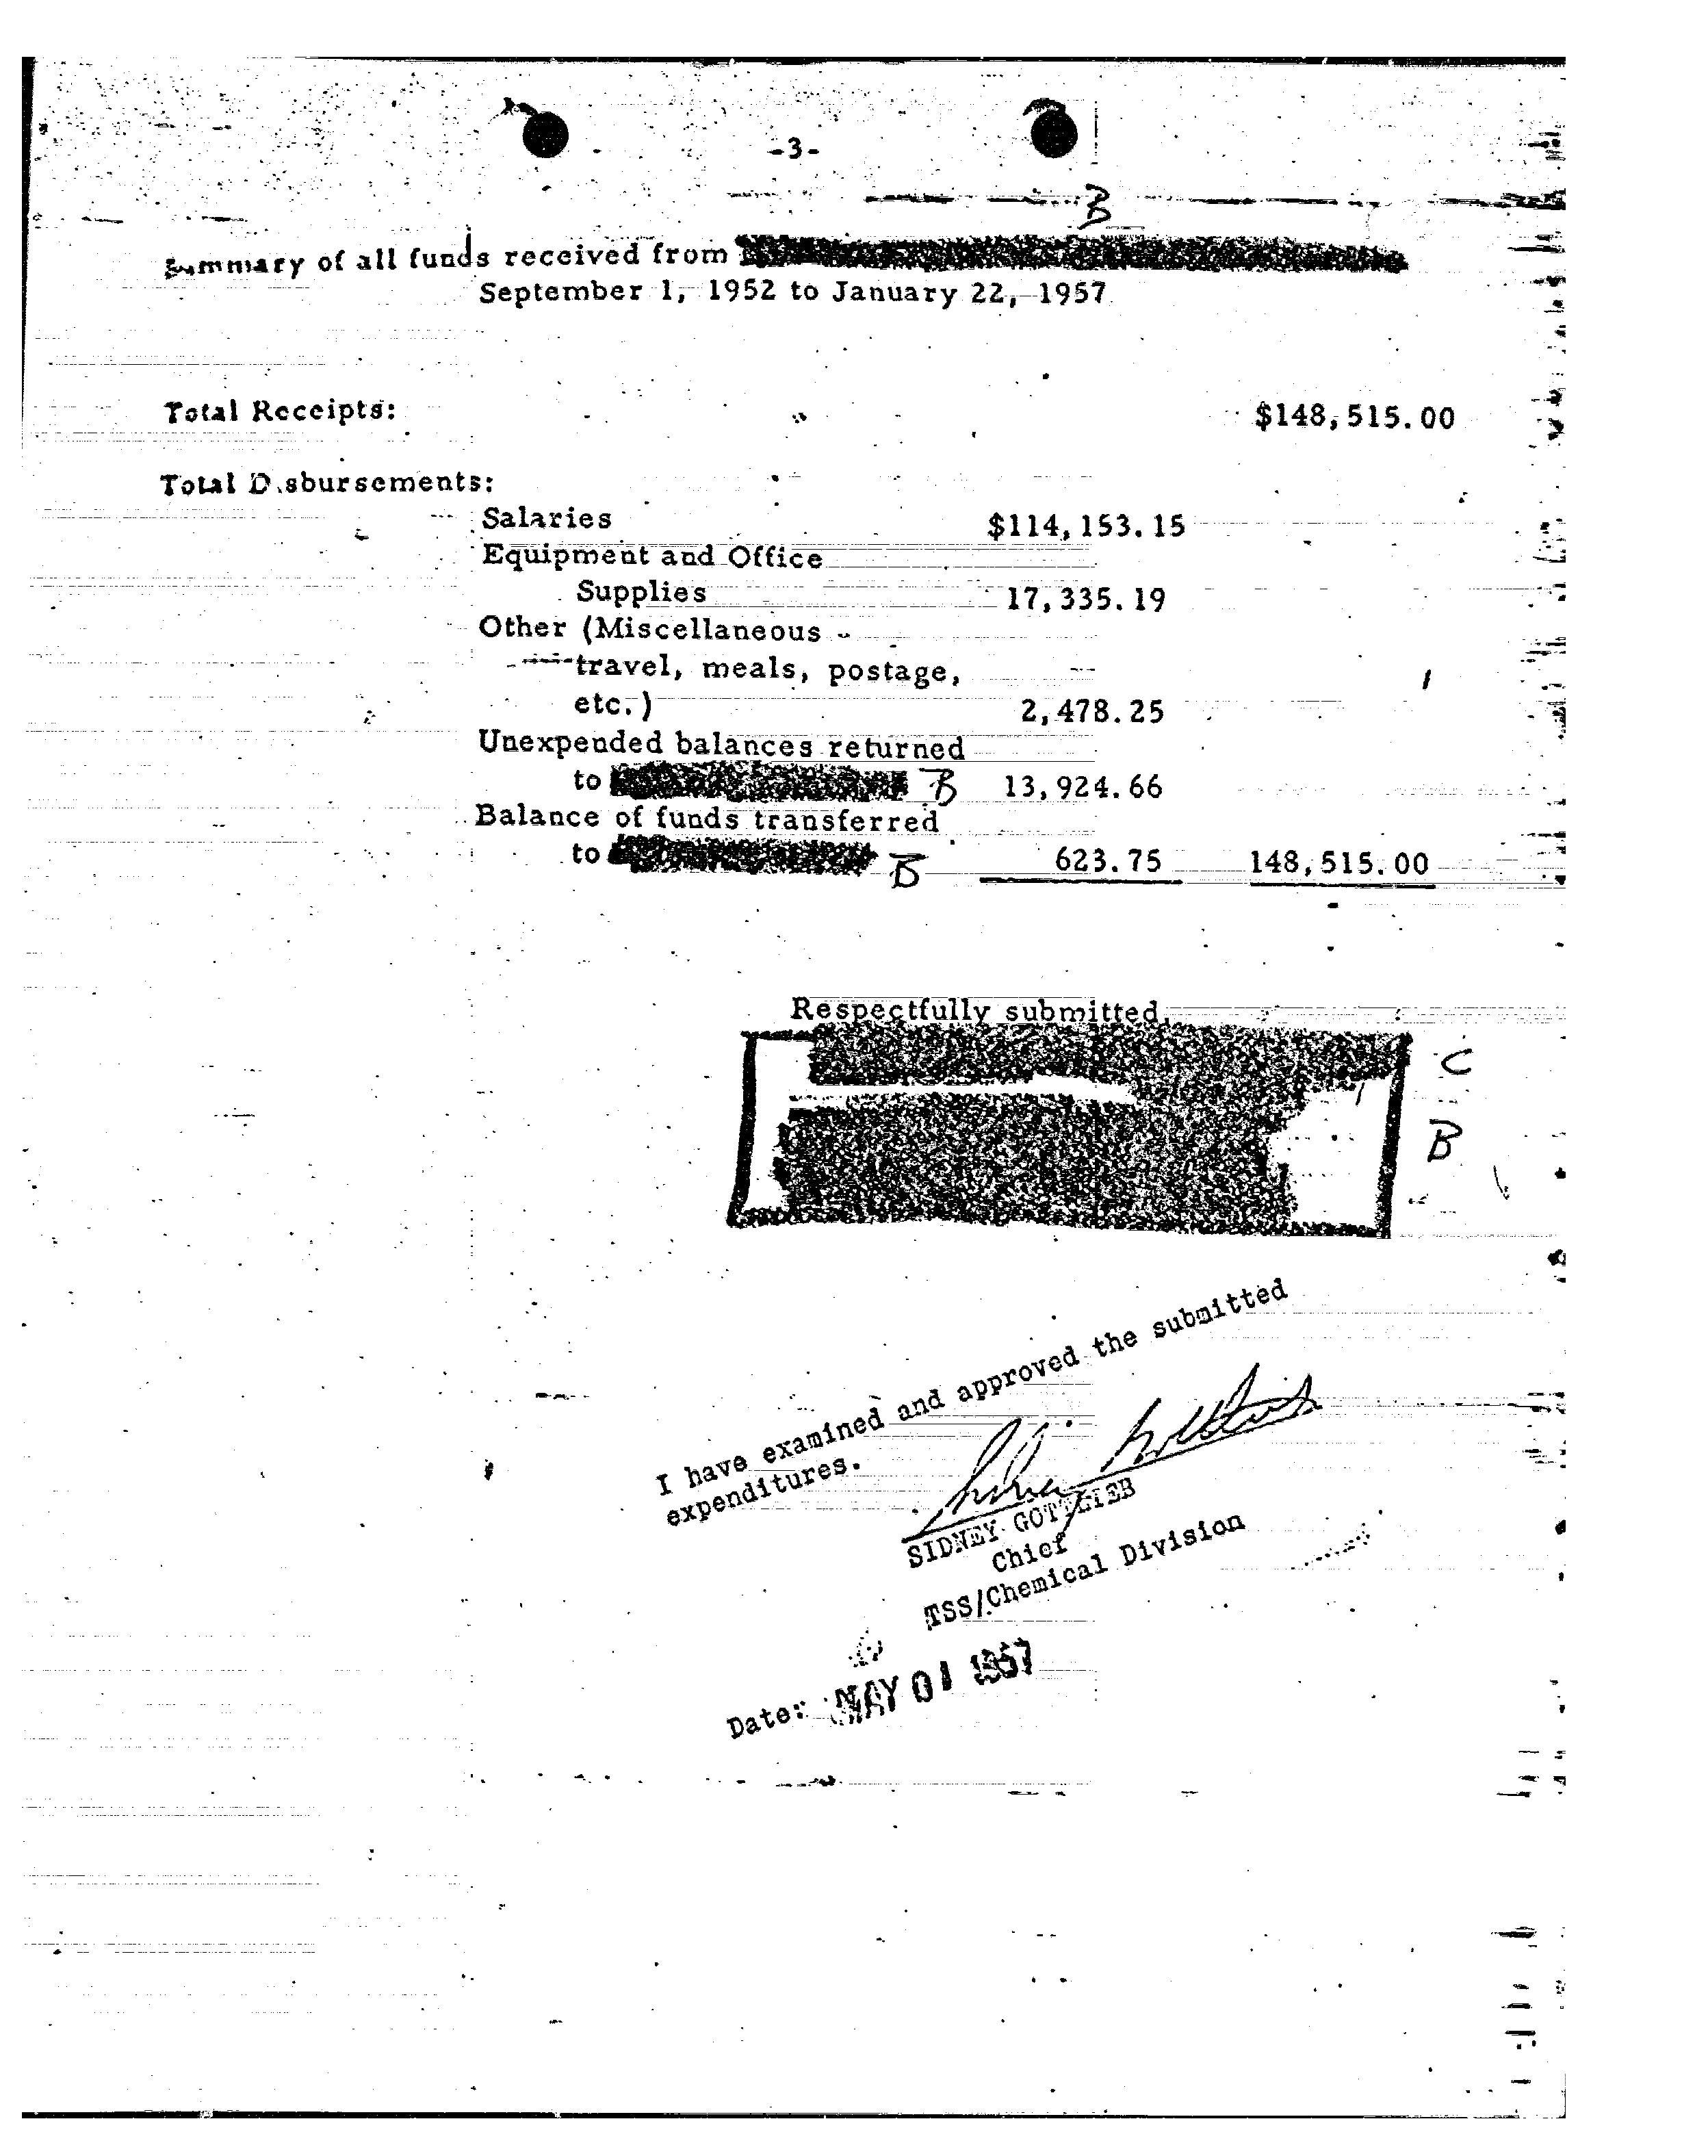 -3-
B
Summary of all funds received from
September 1, 1952 to January 22, 1957
Total Receipts: $148,515.00
Total Disbursements:
Salaries $114,153.15
Equipment and Office
Supplies 17,335.19
Other (Miscellaneous -
travel, meals, postage,
etc.) 2,478.25
Unexpended balances returned
to B 13,924.66
Balance of funds transferred
to B 623.75 148,515.00
Respectfully submitted,
C
B
I have examined and approved the submitted
expenditures.
Sidney Gottlieb
SIDNEY GOTTLIEB
Chief
TSS/Chemical Division
Date: MAY 01 1957